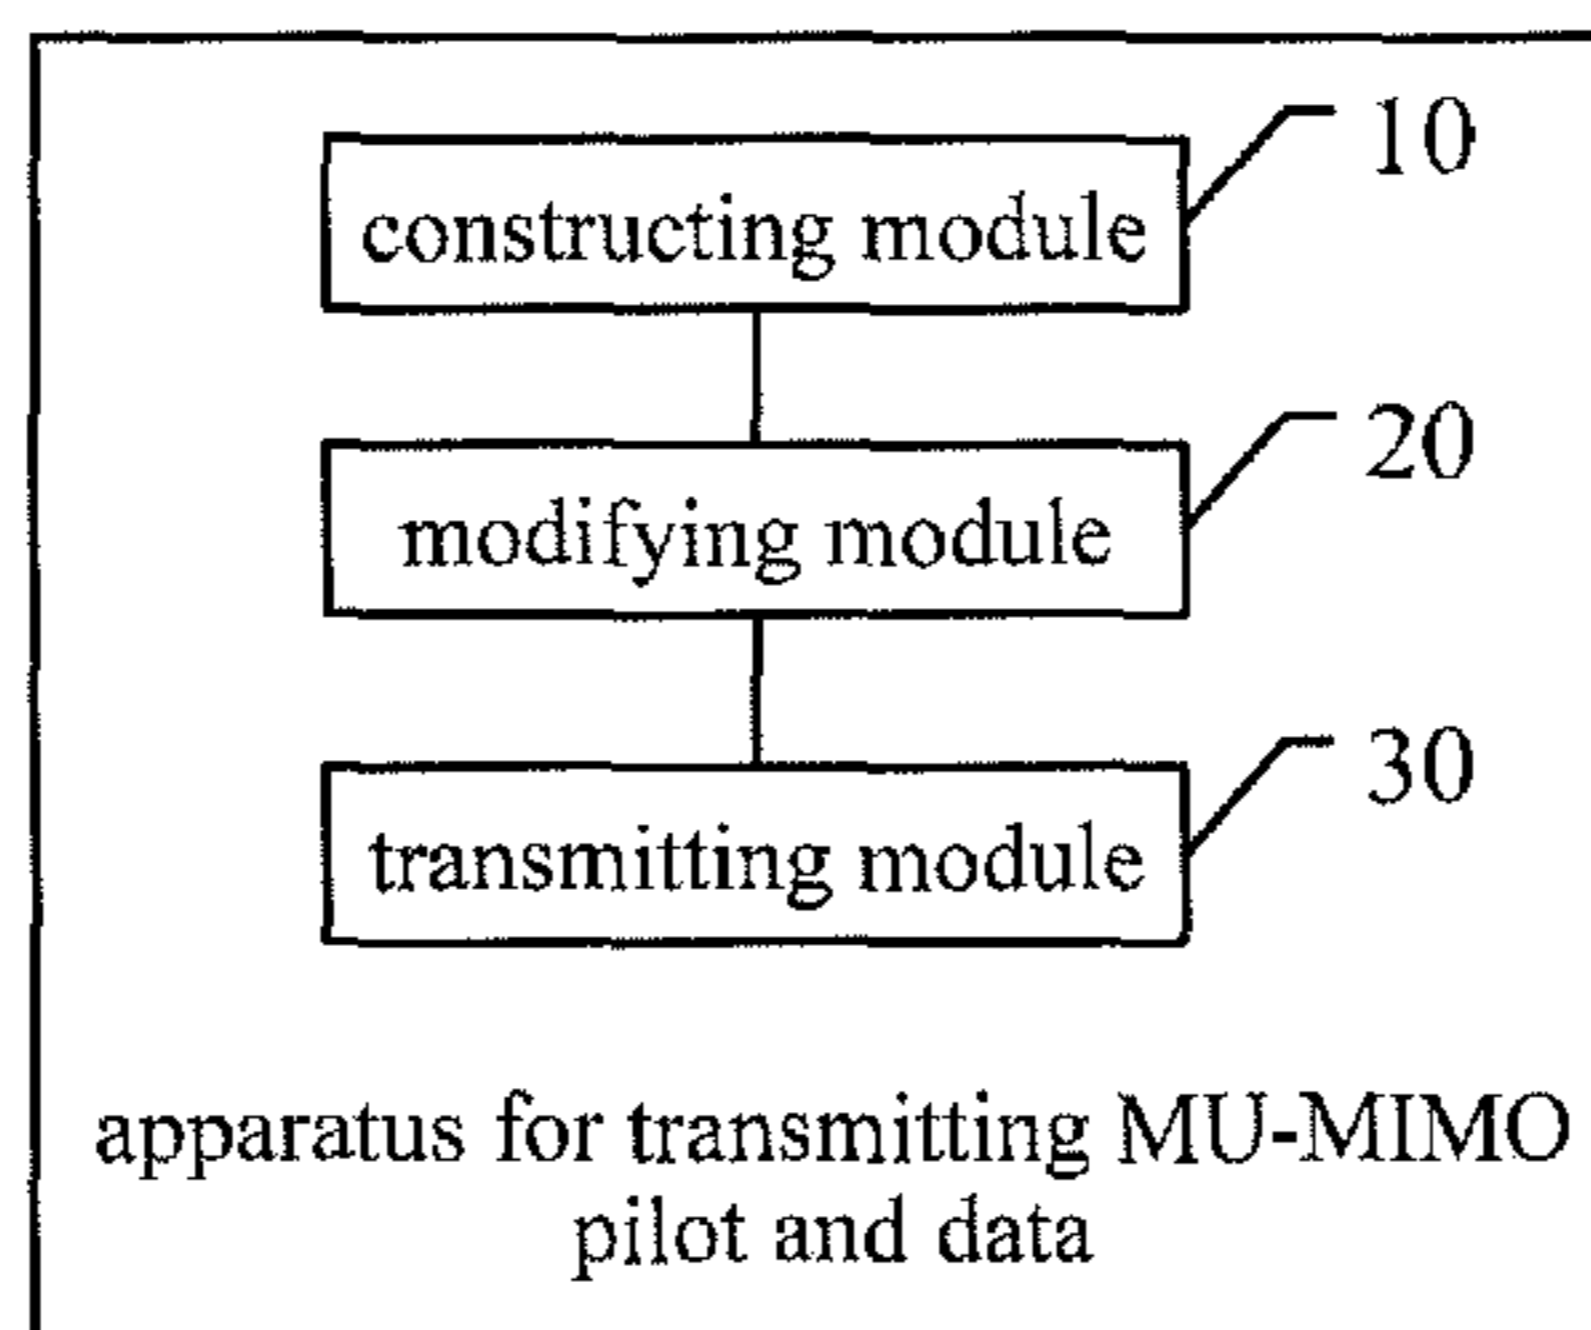 10
constructing module
20
modifying module
30
transmitting module
apparatus for transmitting MU-MIMO
pilot and data